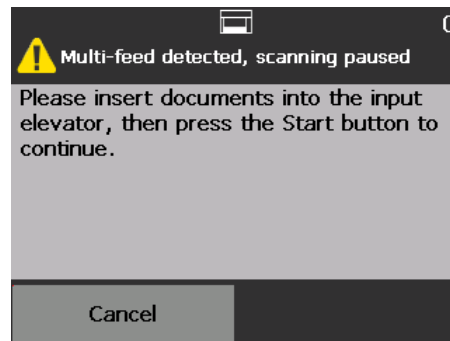 Multi-feed detected, scanning paused
Please insert documents into the input
elevator, then press the Start button to
continue.
Cancel